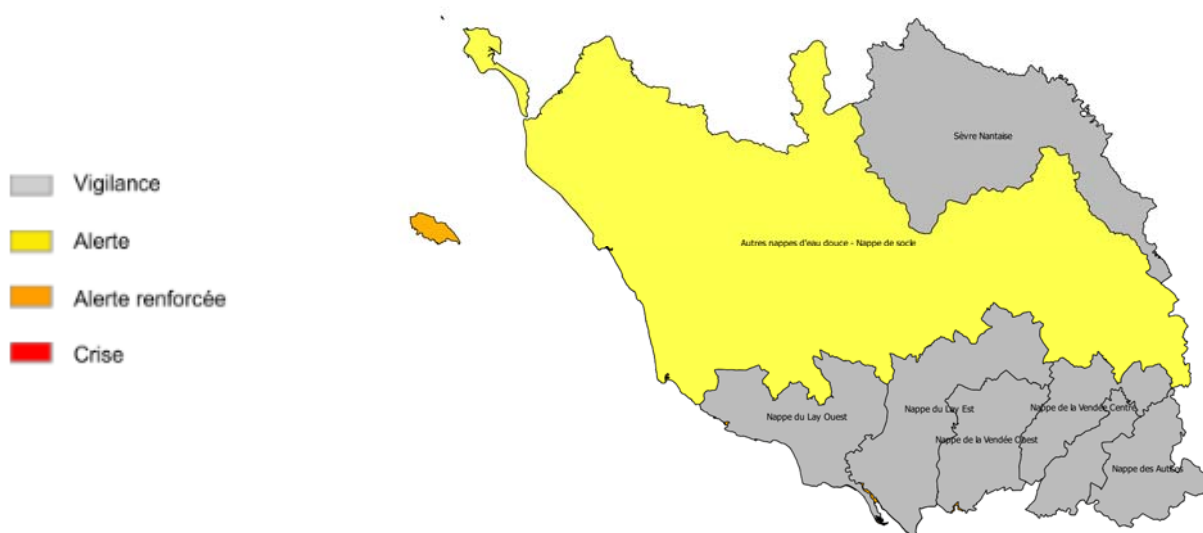 Vigilance
Alerte
Alerte renforcée
Crise
Sèvre Nantaise
Autres nappes d'eau douce - Nappe de socle
Nappe du Lay Ouest
Nappe du Lay Est
Nappe de la Vendée Centre
Nappe de la Vendée Ouest
Nappe des Autises